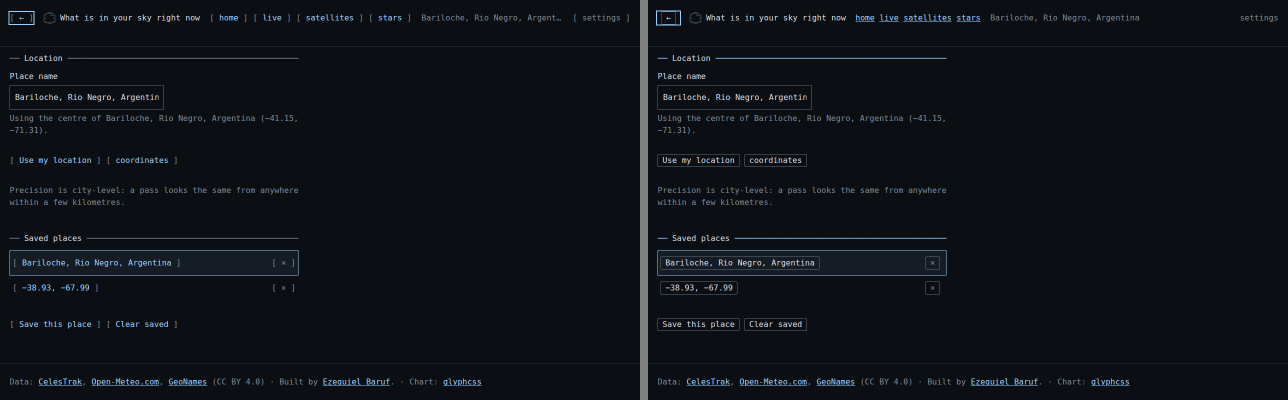 [ ← ] What is in your sky right now [ home ] [ live ] [ satellites ] [ stars ] Bariloche, Rio Negro, Argent… [ settings ]
Location
Place name
Bariloche, Rio Negro, Argentin
Using the centre of Bariloche, Rio Negro, Argentina (−41.15,
−71.31).
[ Use my location ] [ coordinates ]
Precision is city-level: a pass looks the same from anywhere
within a few kilometres.
Saved places
[ Bariloche, Rio Negro, Argentina ] [ × ]
[ −38.93, −67.99 ] [ × ]
[ Save this place ] [ Clear saved ]
Data: CelesTrak, Open-Meteo.com, GeoNames (CC BY 4.0) · Built by Ezequiel Baruf. · Chart: glyphcss
← What is in your sky right now home live satellites stars Bariloche, Rio Negro, Argentina settings
Location
Place name
Bariloche, Rio Negro, Argentin
Using the centre of Bariloche, Rio Negro, Argentina (−41.15,
−71.31).
Use my location coordinates
Precision is city-level: a pass looks the same from anywhere
within a few kilometres.
Saved places
Bariloche, Rio Negro, Argentina ×
−38.93, −67.99 ×
Save this place Clear saved
Data: CelesTrak, Open-Meteo.com, GeoNames (CC BY 4.0) · Built by Ezequiel Baruf. · Chart: glyphcss